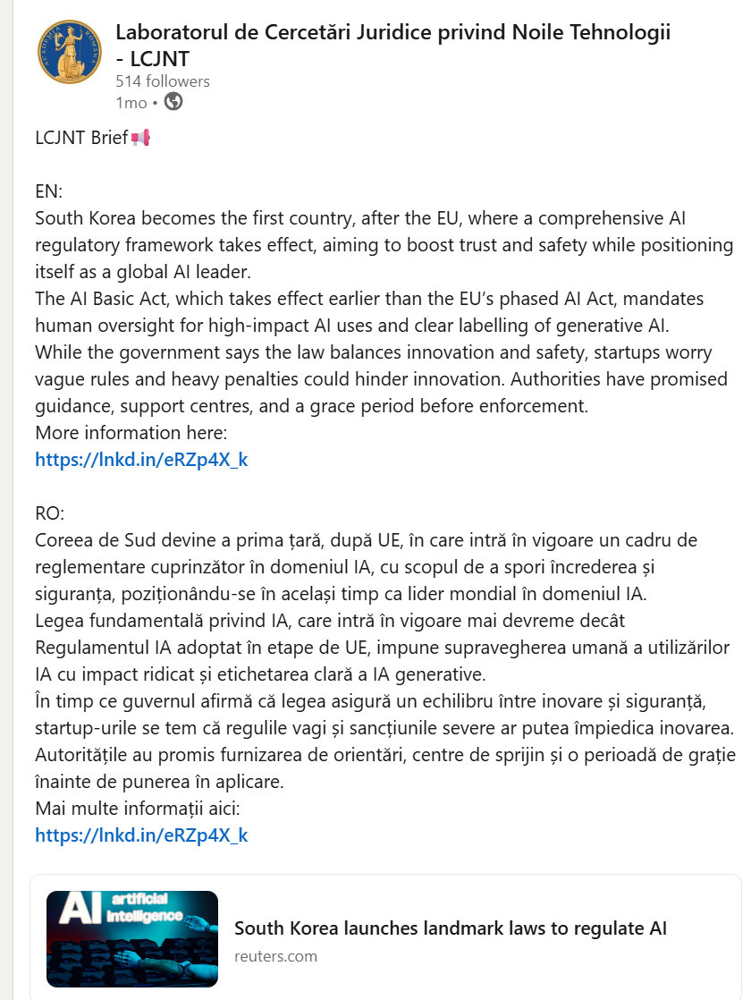 Laboratorul de Cercetări Juridice privind Noile Tehnologii
- LCJNT
514 followers
1mo •
LCJNT Brief
EN:
South Korea becomes the first country, after the EU, where a comprehensive AI
regulatory framework takes effect, aiming to boost trust and safety while positioning
itself as a global AI leader.
The AI Basic Act, which takes effect earlier than the EU’s phased AI Act, mandates
human oversight for high-impact AI uses and clear labelling of generative AI.
While the government says the law balances innovation and safety, startups worry
vague rules and heavy penalties could hinder innovation. Authorities have promised
guidance, support centres, and a grace period before enforcement.
More information here:
https://lnkd.in/eRZp4X_k
RO:
Coreea de Sud devine a prima țară, după UE, în care intră în vigoare un cadru de
reglementare cuprinzător în domeniul IA, cu scopul de a spori încrederea și
siguranța, poziționându-se în același timp ca lider mondial în domeniul IA.
Legea fundamentală privind IA, care intră în vigoare mai devreme decât
Regulamentul IA adoptat în etape de UE, impune supravegherea umană a utilizărilor
IA cu impact ridicat și etichetarea clară a IA generative.
În timp ce guvernul afirmă că legea asigură un echilibru între inovare și siguranță,
startup-urile se tem că regulile vagi și sancțiunile severe ar putea împiedica inovarea.
Autoritățile au promis furnizarea de orientări, centre de sprijin și o perioadă de grație
înainte de punerea în aplicare.
Mai multe informații aici:
https://lnkd.in/eRZp4X_k
AI artificial
Intelligence
South Korea launches landmark laws to regulate AI
reuters.com